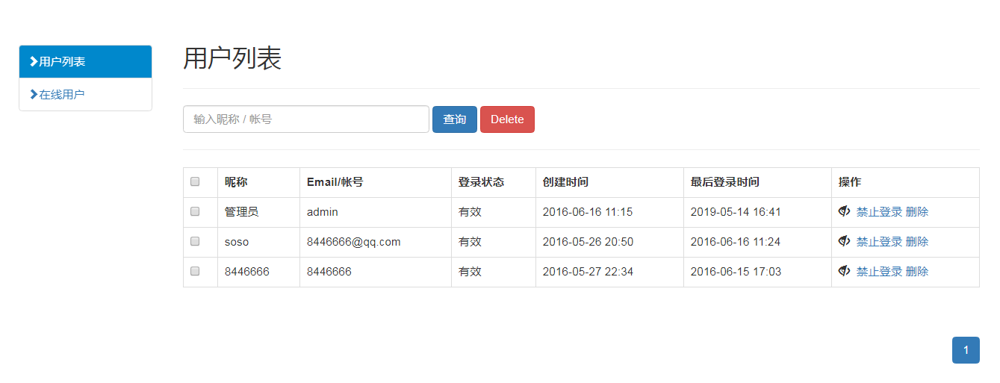 用户列表
在线用户
用户列表
输入昵称 / 帐号 查询 Delete
昵称 Email/帐号 登录状态 创建时间 最后登录时间 操作
管理员 admin 有效 2016-06-16 11:15 2019-05-14 16:41 禁止登录 删除
soso 8446666@qq.com 有效 2016-05-26 20:50 2016-06-16 11:24 禁止登录 删除
8446666 8446666 有效 2016-05-27 22:34 2016-06-15 17:03 禁止登录 删除
1